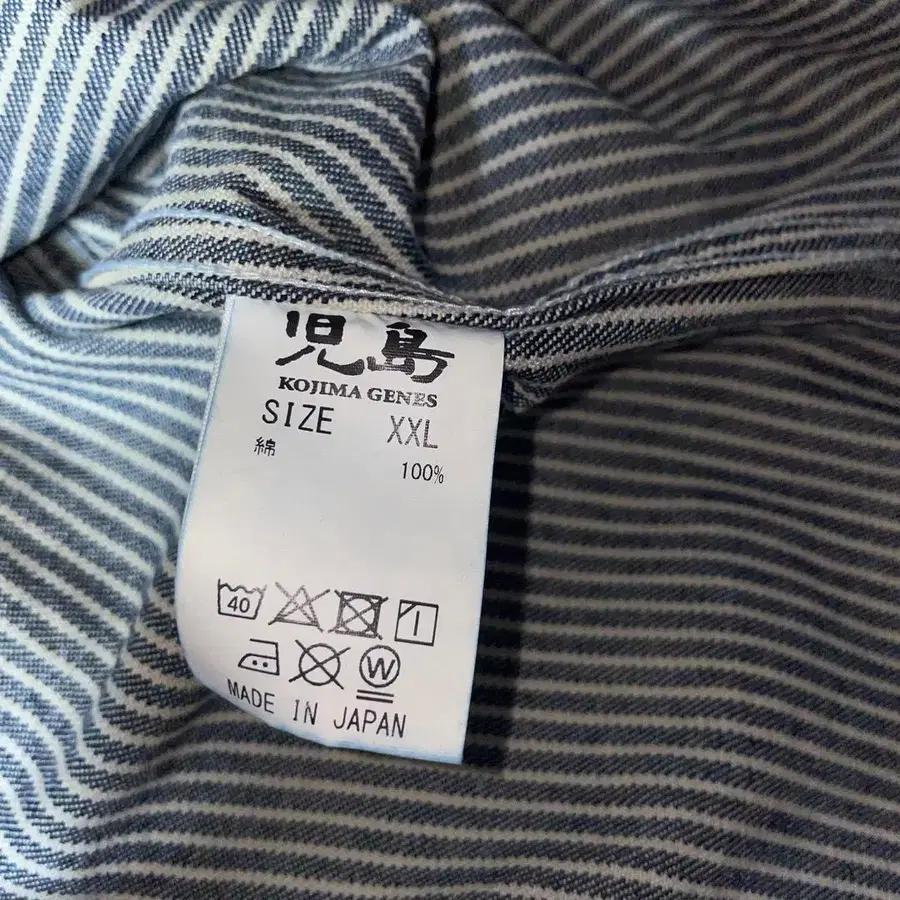 児島
KOJIMA GENES
SIZE XXL
綿 100%
40
W
MADE IN JAPAN